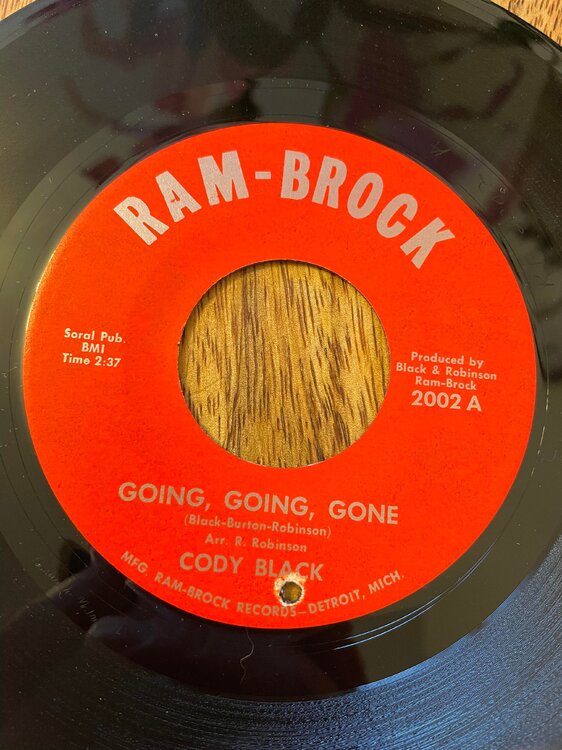 RAM-BROCK
Soral Pub.
BMI
Time 2:37
Produced by
Black & Robinson
Ram-Brock
2002 A
GOING, GOING, GONE
(Black-Burton-Robinson)
Arr. R. Robinson
CODY BLACK
MFG. RAM-BROCK RECORDS—DETROIT, MICH.